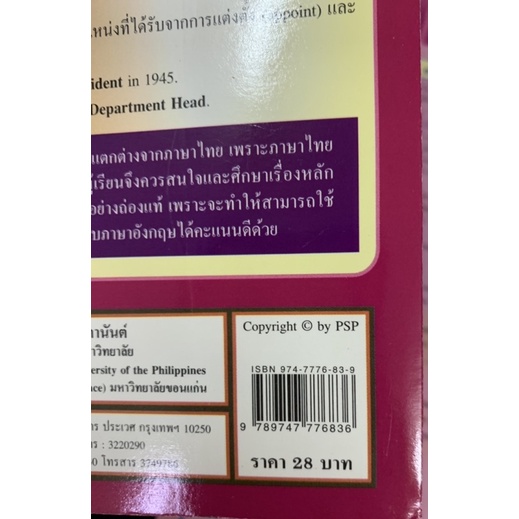 หน่งที่ได้รับจากการแต่งตั้ง (appoint) และ
ident in 1945.
Department Head.
แตกต่างจากภาษาไทย เพราะภาษาไทย
ผู้เรียนจึงควรสนใจและศึกษาเรื่องหลัก
อย่างถ่องแท้ เพราะจะทำให้สามารถใช้
บภาษาอังกฤษได้คะแนนดีด้วย
านันต์
าวิทยาลัย
ersity of the Philippines
nce) มหาวิทยาลัยขอนแก่น
การ ประเวศ กรุงเทพฯ 10250
าร : 3220290
0 โทรสาร 3749786
Copyright © by PSP
ISBN 974-7776-83-9
9 789747 776836
ราคา 28 บาท